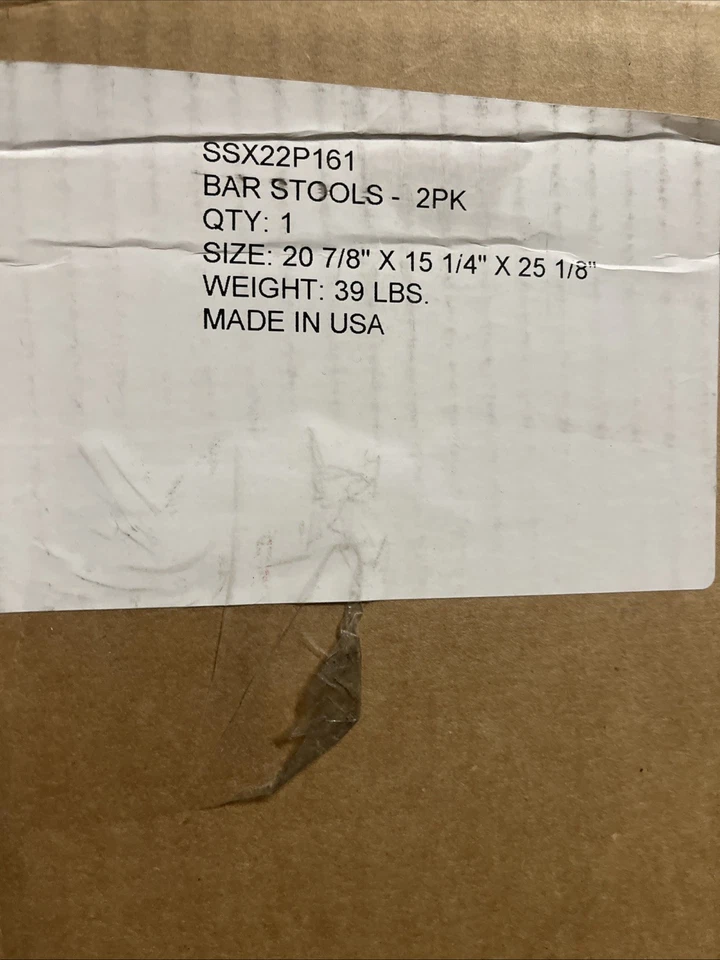 SSX22P161
BAR STOOLS - 2PK
QTY: 1
SIZE: 20 7/8" X 15 1/4" X 25 1/8"
WEIGHT: 39 LBS.
MADE IN USA